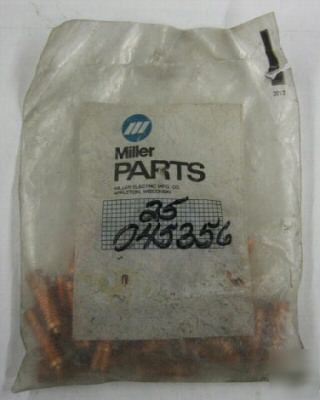 Miller
PARTS
MILLER ELECTRIC MFG. CO.
APPLETON, WISCONSIN
25
045356